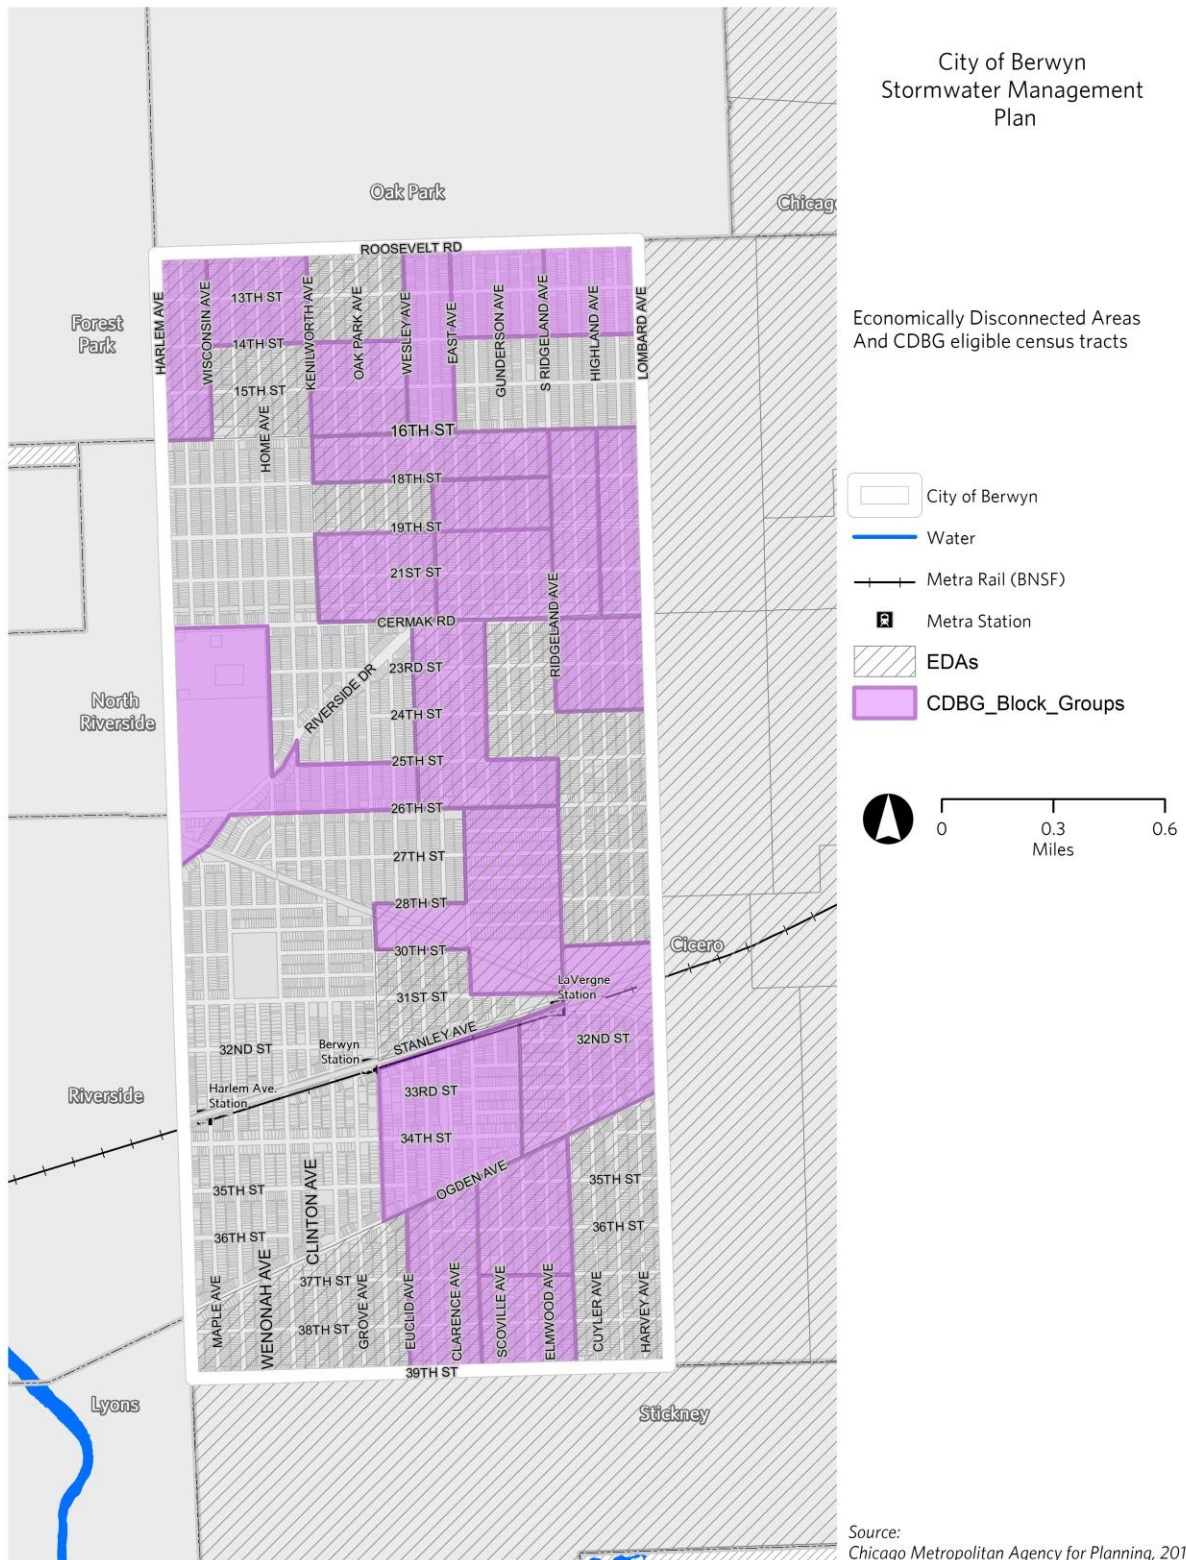 City of Berwyn
Stormwater Management
Plan
Oak Park
Chicago
ROOSEVELT RD
Forest
Park
HARLEM AVE
WISCONSIN AVE
13TH ST
KENILWORTH AVE
OAK PARK AVE
WESLEY AVE
EAST AVE
GUNDERSON AVE
S RIDGELAND AVE
HIGHLAND AVE
LOMBARD AVE
Economically Disconnected Areas
And CDBG eligible census tracts
14TH ST
15TH ST
HOME AVE
16TH ST
18TH ST
19TH ST
21ST ST
RIDGELAND AVE
CERMAK RD
City of Berwyn
Water
Metra Rail (BNSF)
Metra Station
EDAs
CDBG_Block_Groups
North
Riverside
RIVERSIDE DR
23RD ST
24TH ST
25TH ST
26TH ST
0 0.3 0.6
Miles
27TH ST
28TH ST
30TH ST
Cicero
LaVergne
Station
31ST ST
STANLEY AVE
32ND ST
Berwyn
Station
32ND ST
Riverside
Harlem Ave.
Station
33RD ST
34TH ST
OGDEN AVE
35TH ST
CLINTON AVE
35TH ST
36TH ST
36TH ST
MAPLE AVE
WENONAH AVE
37TH ST
GROVE AVE
EUCLID AVE
CLARENCE AVE
SCOVILLE AVE
ELMWOOD AVE
CUYLER AVE
HARVEY AVE
38TH ST
39TH ST
Lyons
Stickney
Source:
Chicago Metropolitan Agency for Planning, 201